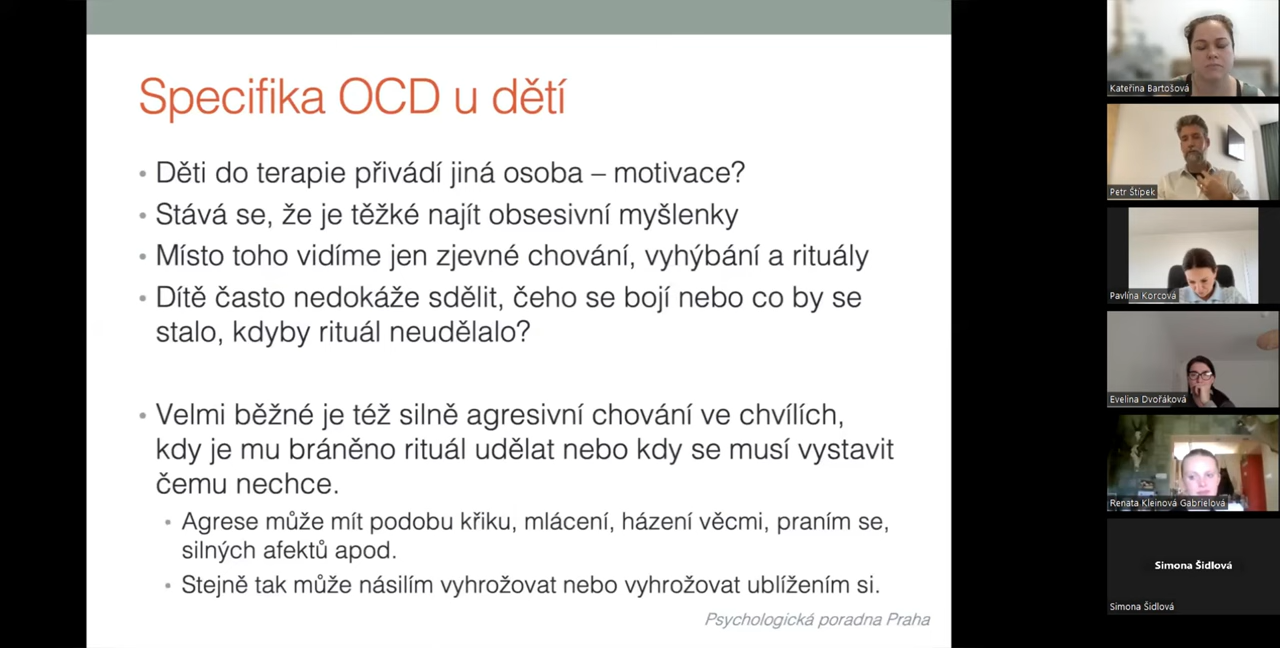 Specifika OCD u dětí
• Děti do terapie přivádí jiná osoba – motivace?
• Stává se, že je těžké najít obsesivní myšlenky
• Místo toho vidíme jen zjevné chování, vyhýbání a rituály
• Dítě často nedokáže sdělit, čeho se bojí nebo co by se
stalo, kdyby rituál neudělalo?
• Velmi běžné je též silně agresivní chování ve chvílích,
kdy je mu bráněno rituál udělat nebo kdy se musí vystavit
čemu nechce.
• Agrese může mít podobu křiku, mlácení, házení věcmi, praním se,
silných afektů apod.
• Stejně tak může násilím vyhrožovat nebo vyhrožovat ublížením si.
Psychologická poradna Praha
Kateřina Bartošová
Petr Štípek
Pavlína Korcová
Evelina Dvořáková
Renata Kleinová Gabrielová
Simona Šidlová
Simona Šidlová